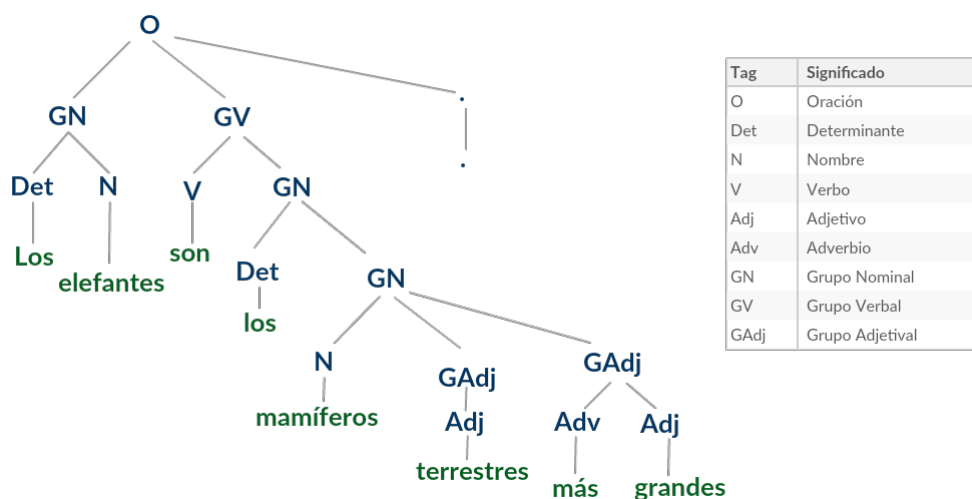 O
GN GV .
Det N V GN .
Los elefantes son Det GN
los N GAdj GAdj
mamíferos Adj Adv Adj
terrestres más grandes
Tag Significado
O Oración
Det Determinante
N Nombre
V Verbo
Adj Adjetivo
Adv Adverbio
GN Grupo Nominal
GV Grupo Verbal
GAdj Grupo Adjetival